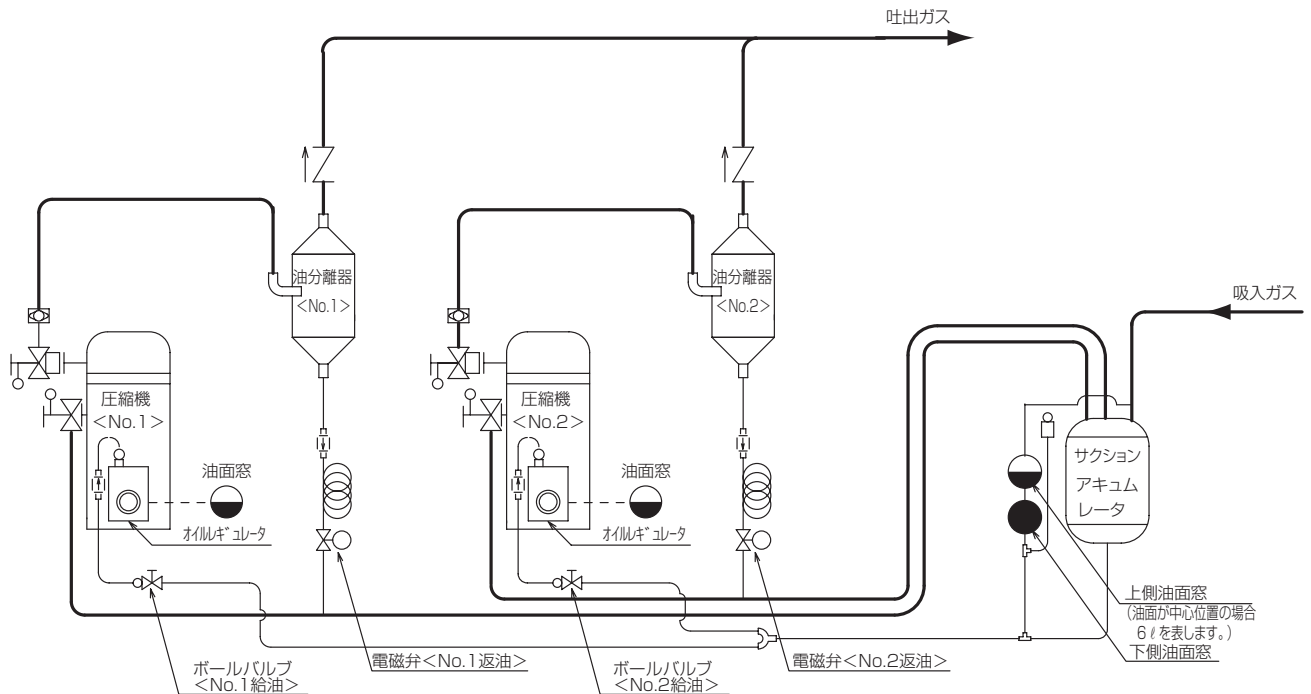 吐出ガス
油分離器
<No.1>
油分離器
<No.2>
吸入ガス
圧縮機
<No.1>
圧縮機
<No.2>
サクション
アキュム
レータ
油面窓
油面窓
オイルレギュレータ
オイルレギュレータ
上側油面窓
(油面が中心位置の場合
6ℓを表します。)
下側油面窓
電磁弁<No.1返油>
電磁弁<No.2返油>
ボールバルブ
<No.1給油>
ボールバルブ
<No.2給油>